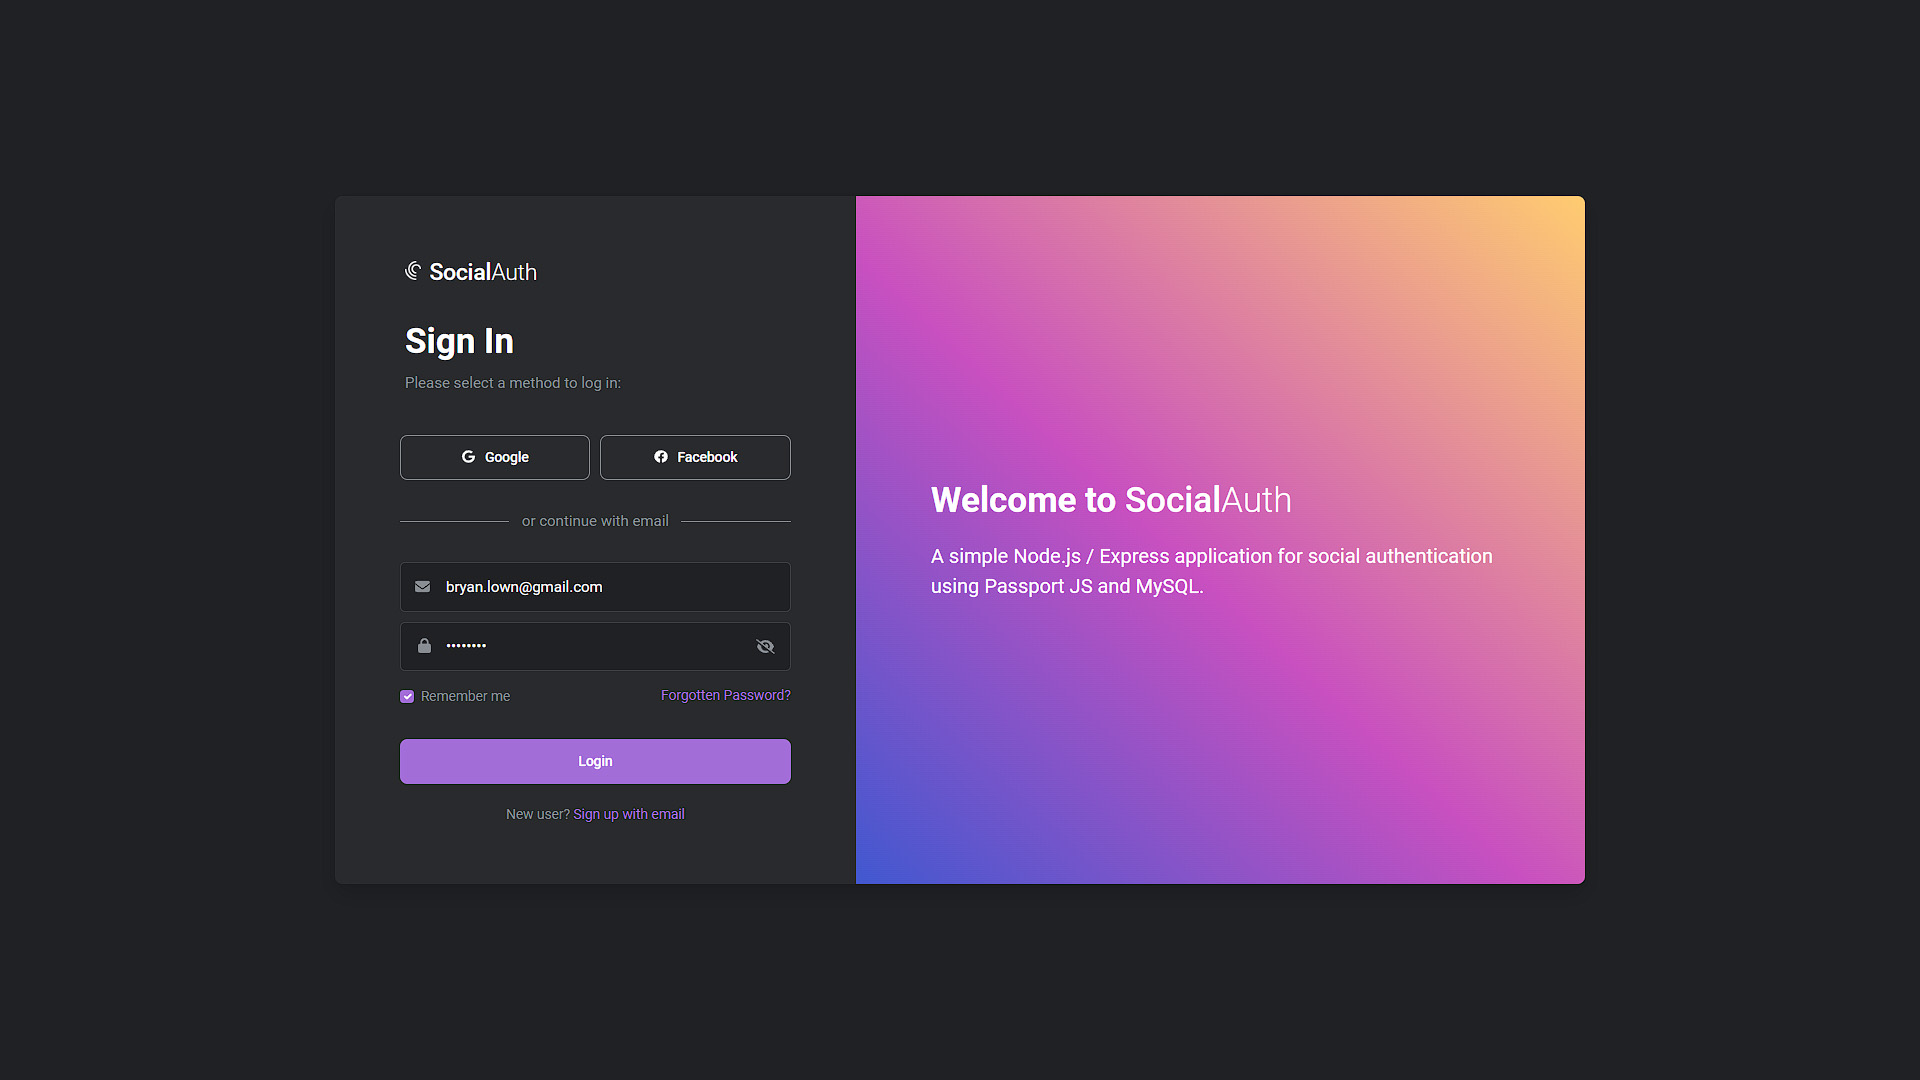 SocialAuth
Sign In
Please select a method to log in:
Google
Facebook
or continue with email
bryan.lown@gmail.com
••••••••
Remember me
Forgotten Password?
Login
New user? Sign up with email
Welcome to SocialAuth
A simple Node.js / Express application for social authentication
using Passport JS and MySQL.